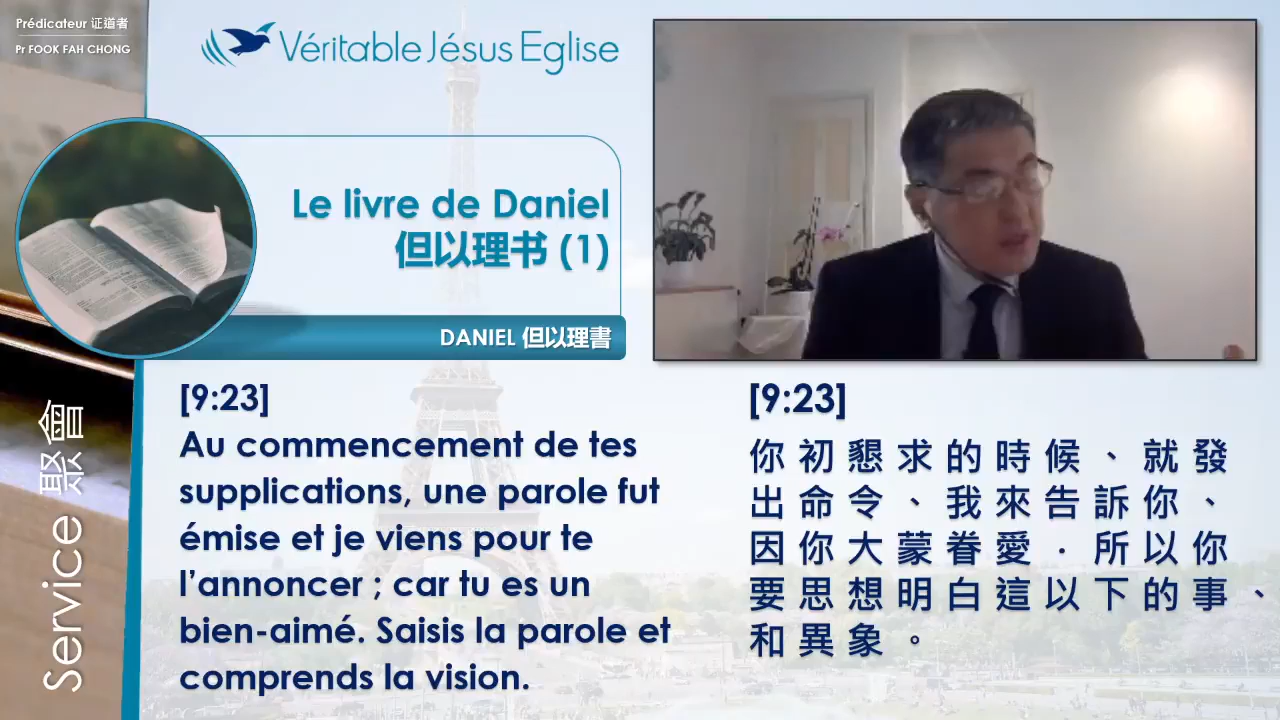 Prédicateur 证道者
Pr FOOK FAH CHONG
Véritable Jésus Eglise
Le livre de Daniel
但以理书 (1)
DANIEL 但以理書
Service 聚會
[9:23]
Au commencement de tes
supplications, une parole fut
émise et je viens pour te
l’annoncer ; car tu es un
bien-aimé. Saisis la parole et
comprends la vision.
[9:23]
你初懇求的時候、就發
出命令、我來告訴你、
因你大蒙眷愛．所以你
要思想明白這以下的事、
和異象。